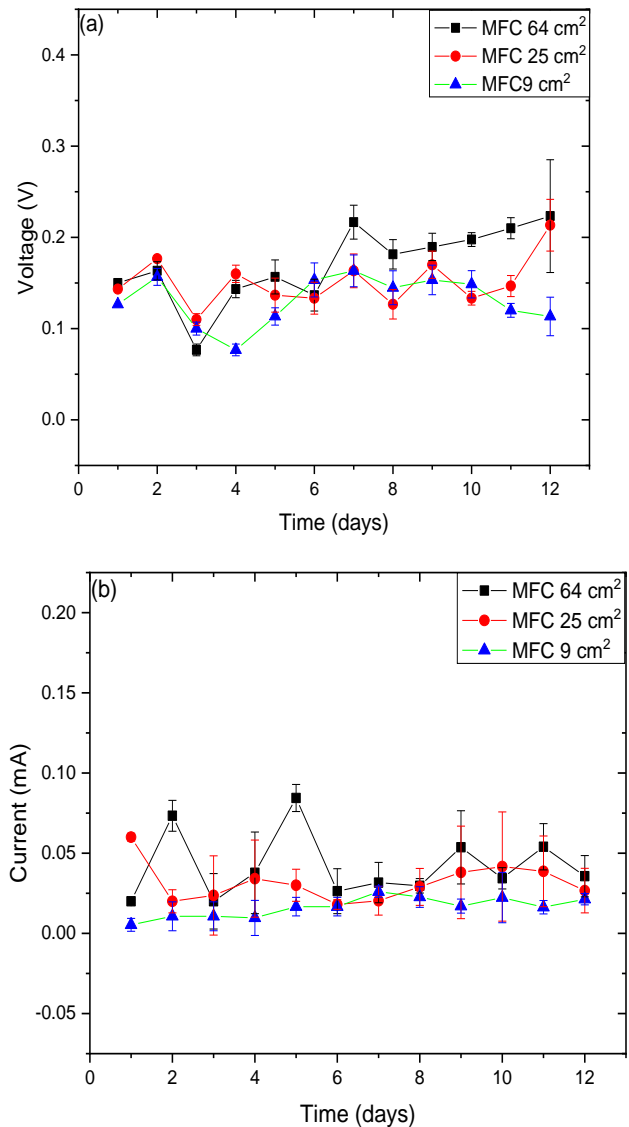 (a)
MFC 64 cm²
MFC 25 cm²
MFC9 cm²
0.4
0.3
0.2
0.1
0.0
Voltage (V)
0 2 4 6 8 10 12
Time (days)
(b)
MFC 64 cm²
MFC 25 cm²
MFC 9 cm²
0.20
0.15
0.10
0.05
0.00
-0.05
Current (mA)
0 2 4 6 8 10 12
Time (days)